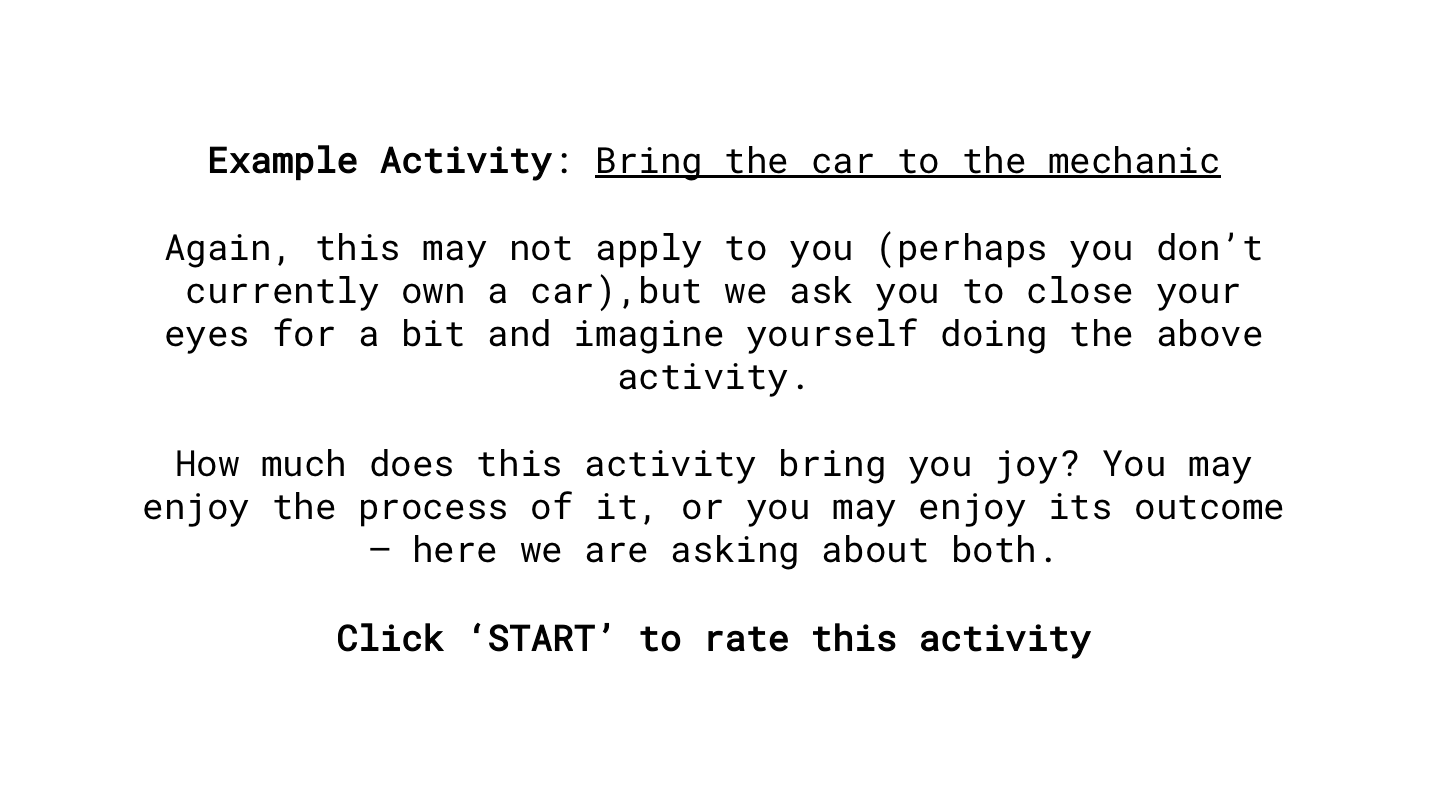 Example Activity: Bring the car to the mechanic
Again, this may not apply to you (perhaps you don’t
currently own a car),but we ask you to close your
eyes for a bit and imagine yourself doing the above
activity.
How much does this activity bring you joy? You may
enjoy the process of it, or you may enjoy its outcome
– here we are asking about both.
Click ‘START’ to rate this activity